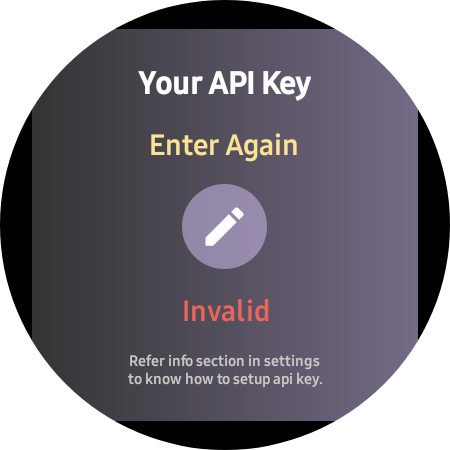 Your API Key
Enter Again
Invalid
Refer info section in settings
to know how to setup api key.